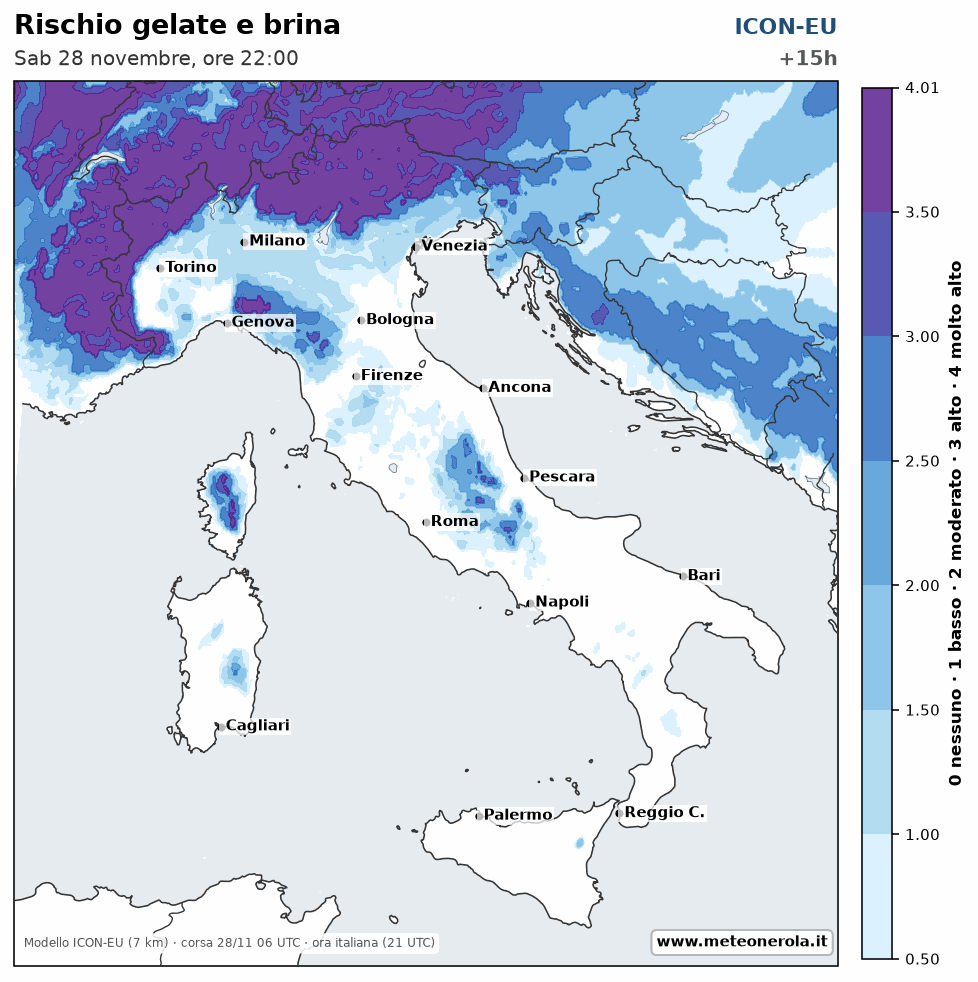 Rischio gelate e brina
ICON-EU
Sab 28 novembre, ore 22:00
+15h
4.01
3.50
3.00
2.50
2.00
1.50
1.00
0.50
0 nessuno · 1 basso · 2 moderato · 3 alto · 4 molto alto
Milano
Venezia
Torino
Genova
Bologna
Firenze
Ancona
Pescara
Roma
Bari
Napoli
Cagliari
Palermo
Reggio C.
Modello ICON-EU (7 km) · corsa 28/11 06 UTC · ora italiana (21 UTC)
www.meteonerola.it